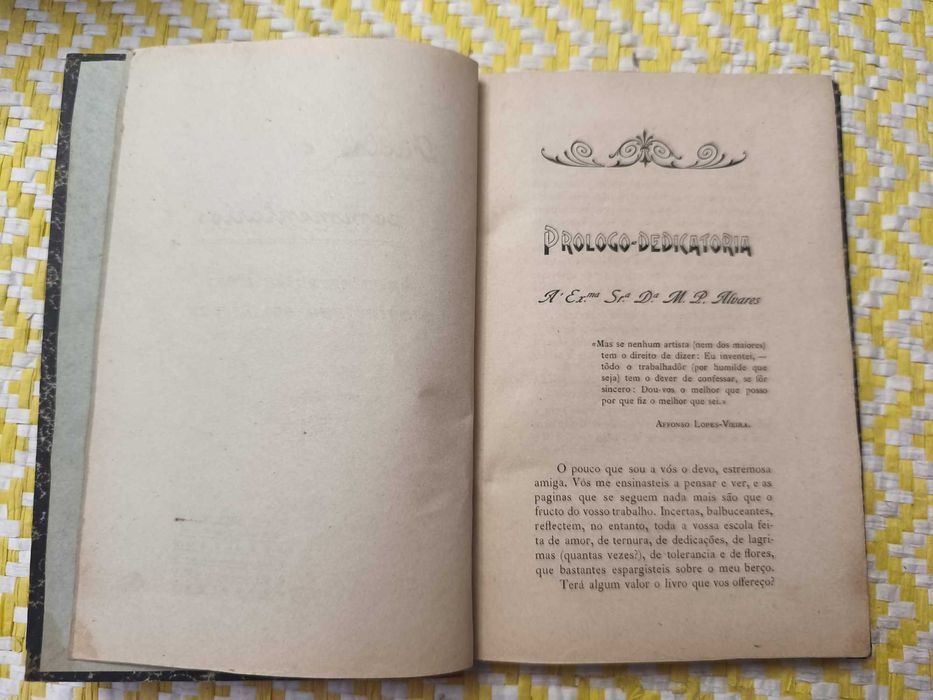 PROLOGO-DEDICATORIA
A' Ex.ma Sr.a Da M. P. Alvares
«Mas se nenhum artista (nem dos maiores)
tem o direito de dizer: Eu inventei, —
tôdo o trabalhadôr (por humilde que
seja) tem o dever de confessar, se fôr
sincero: Dou-vos o melhor que posso
por que fiz o melhor que sei.»
AFFONSO LOPES-VIEIRA.
O pouco que sou a vós o devo, estremosa
amiga. Vós me ensinasteis a pensar e ver, e as
paginas que se seguem nada mais são que o
fructo do vosso trabalho. Incertas, balbuceantes,
reflectem, no entanto, toda a vossa escola fei-
ta de amor, de ternura, de dedicações, de lagri-
mas (quantas vezes?), de tolerancia e de flores,
que bastantes espargisteis sobre o meu berço.
Terá algum valor o livro que vos offereço?